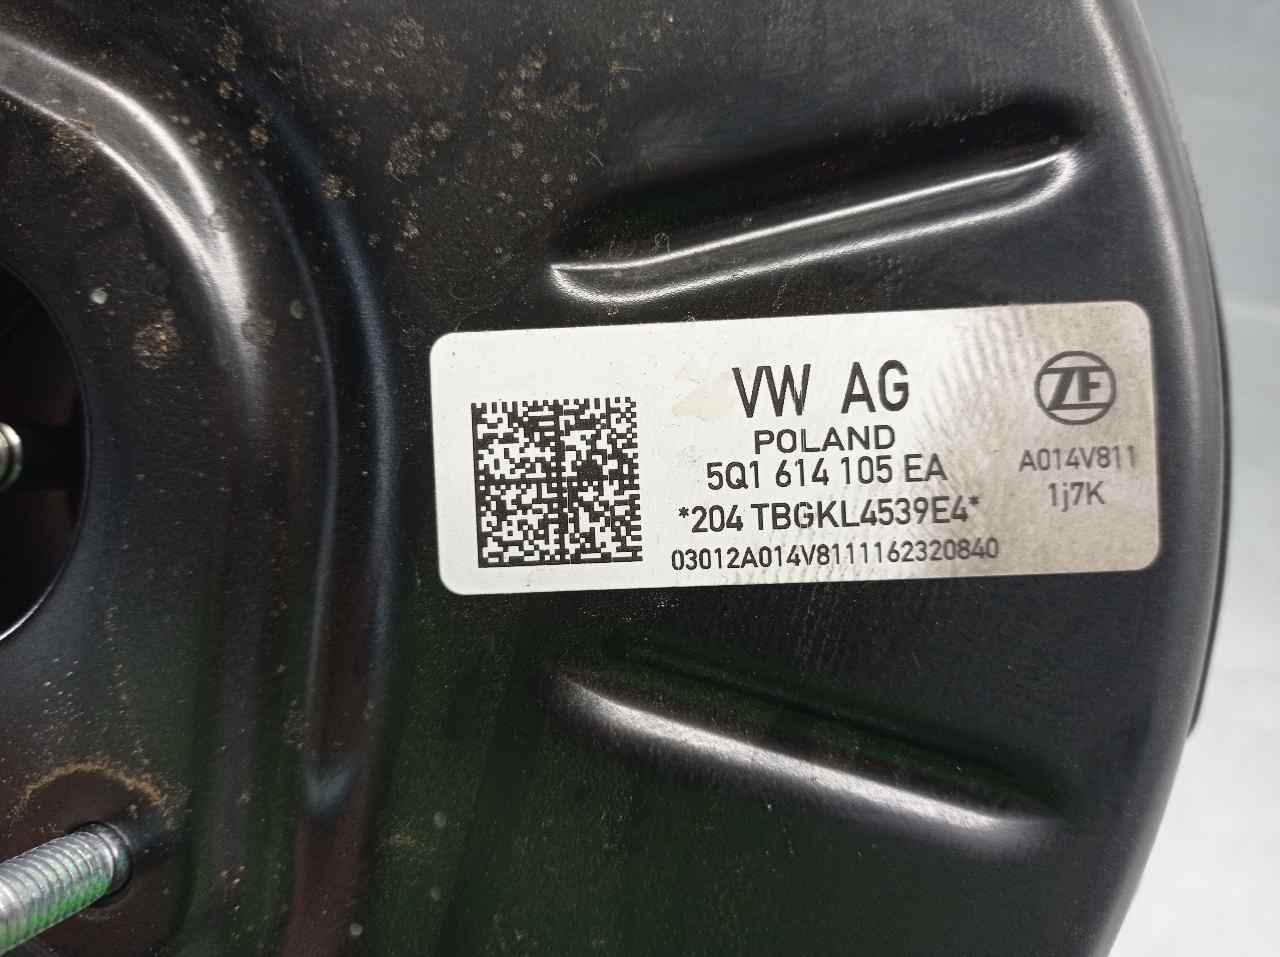 VW AG
POLAND
5Q1 614 105 EA
*204 TBGKL4539E4*
03012A014V8111162320840
ZF
A014V811
1j7K